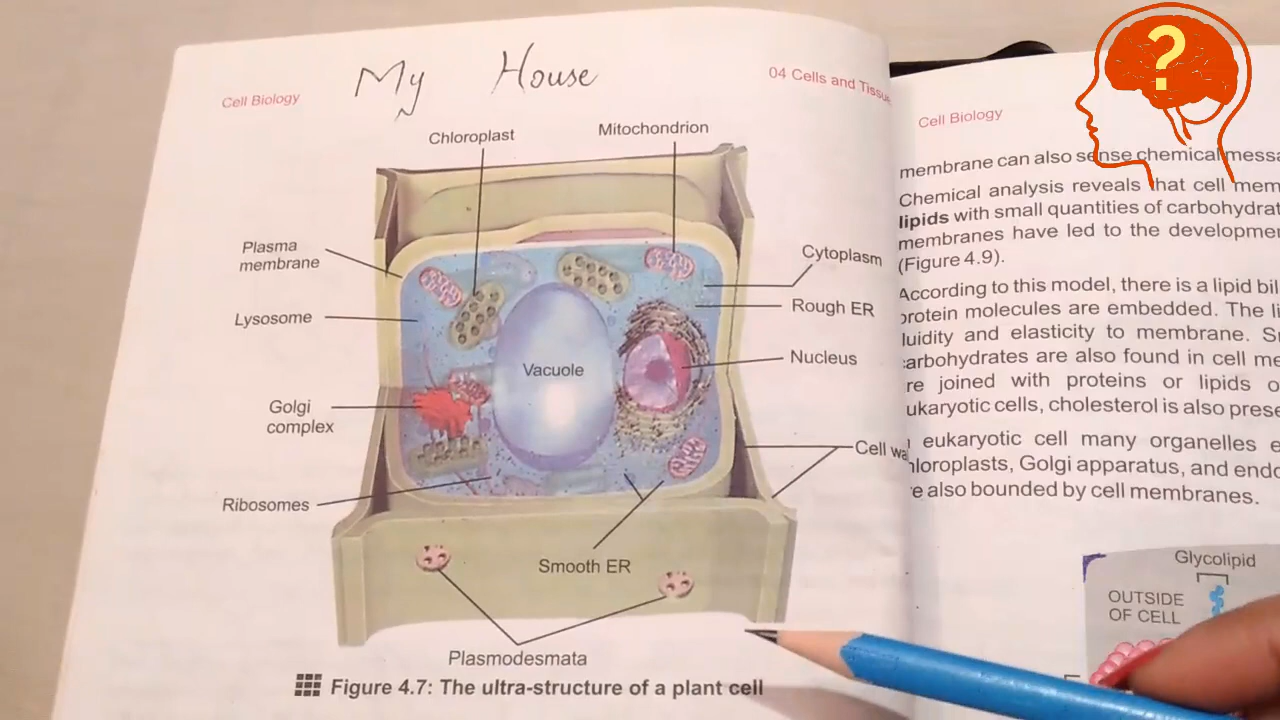 My House
Cell Biology
04 Cells and Tissue
Chloroplast
Mitochondrion
Plasma
membrane
Cytoplasm
Lysosome
Rough ER
Vacuole
Nucleus
Golgi
complex
Cell wa
Ribosomes
Smooth ER
Plasmodesmata
Figure 4.7: The ultra-structure of a plant cell
Cell Biology
membrane can also sense chemical messa
Chemical analysis reveals that cell mem
lipids with small quantities of carbohydrat
membranes have led to the developme
(Figure 4.9).
According to this model, there is a lipid bil
protein molecules are embedded. The li
luidity and elasticity to membrane. S
arbohydrates are also found in cell me
re joined with proteins or lipids o
ukaryotic cells, cholesterol is also prese
eukaryotic cell many organelles e
hloroplasts, Golgi apparatus, and endo
e also bounded by cell membranes.
Glycolipid
OUTSIDE
OF CELL
?